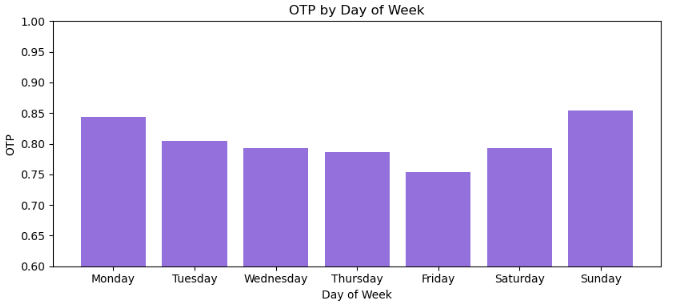 OTP by Day of Week
1.00
0.95
0.90
0.85
0.80
0.75
0.70
0.65
0.60
OTP
Monday Tuesday Wednesday Thursday Friday Saturday Sunday
Day of Week